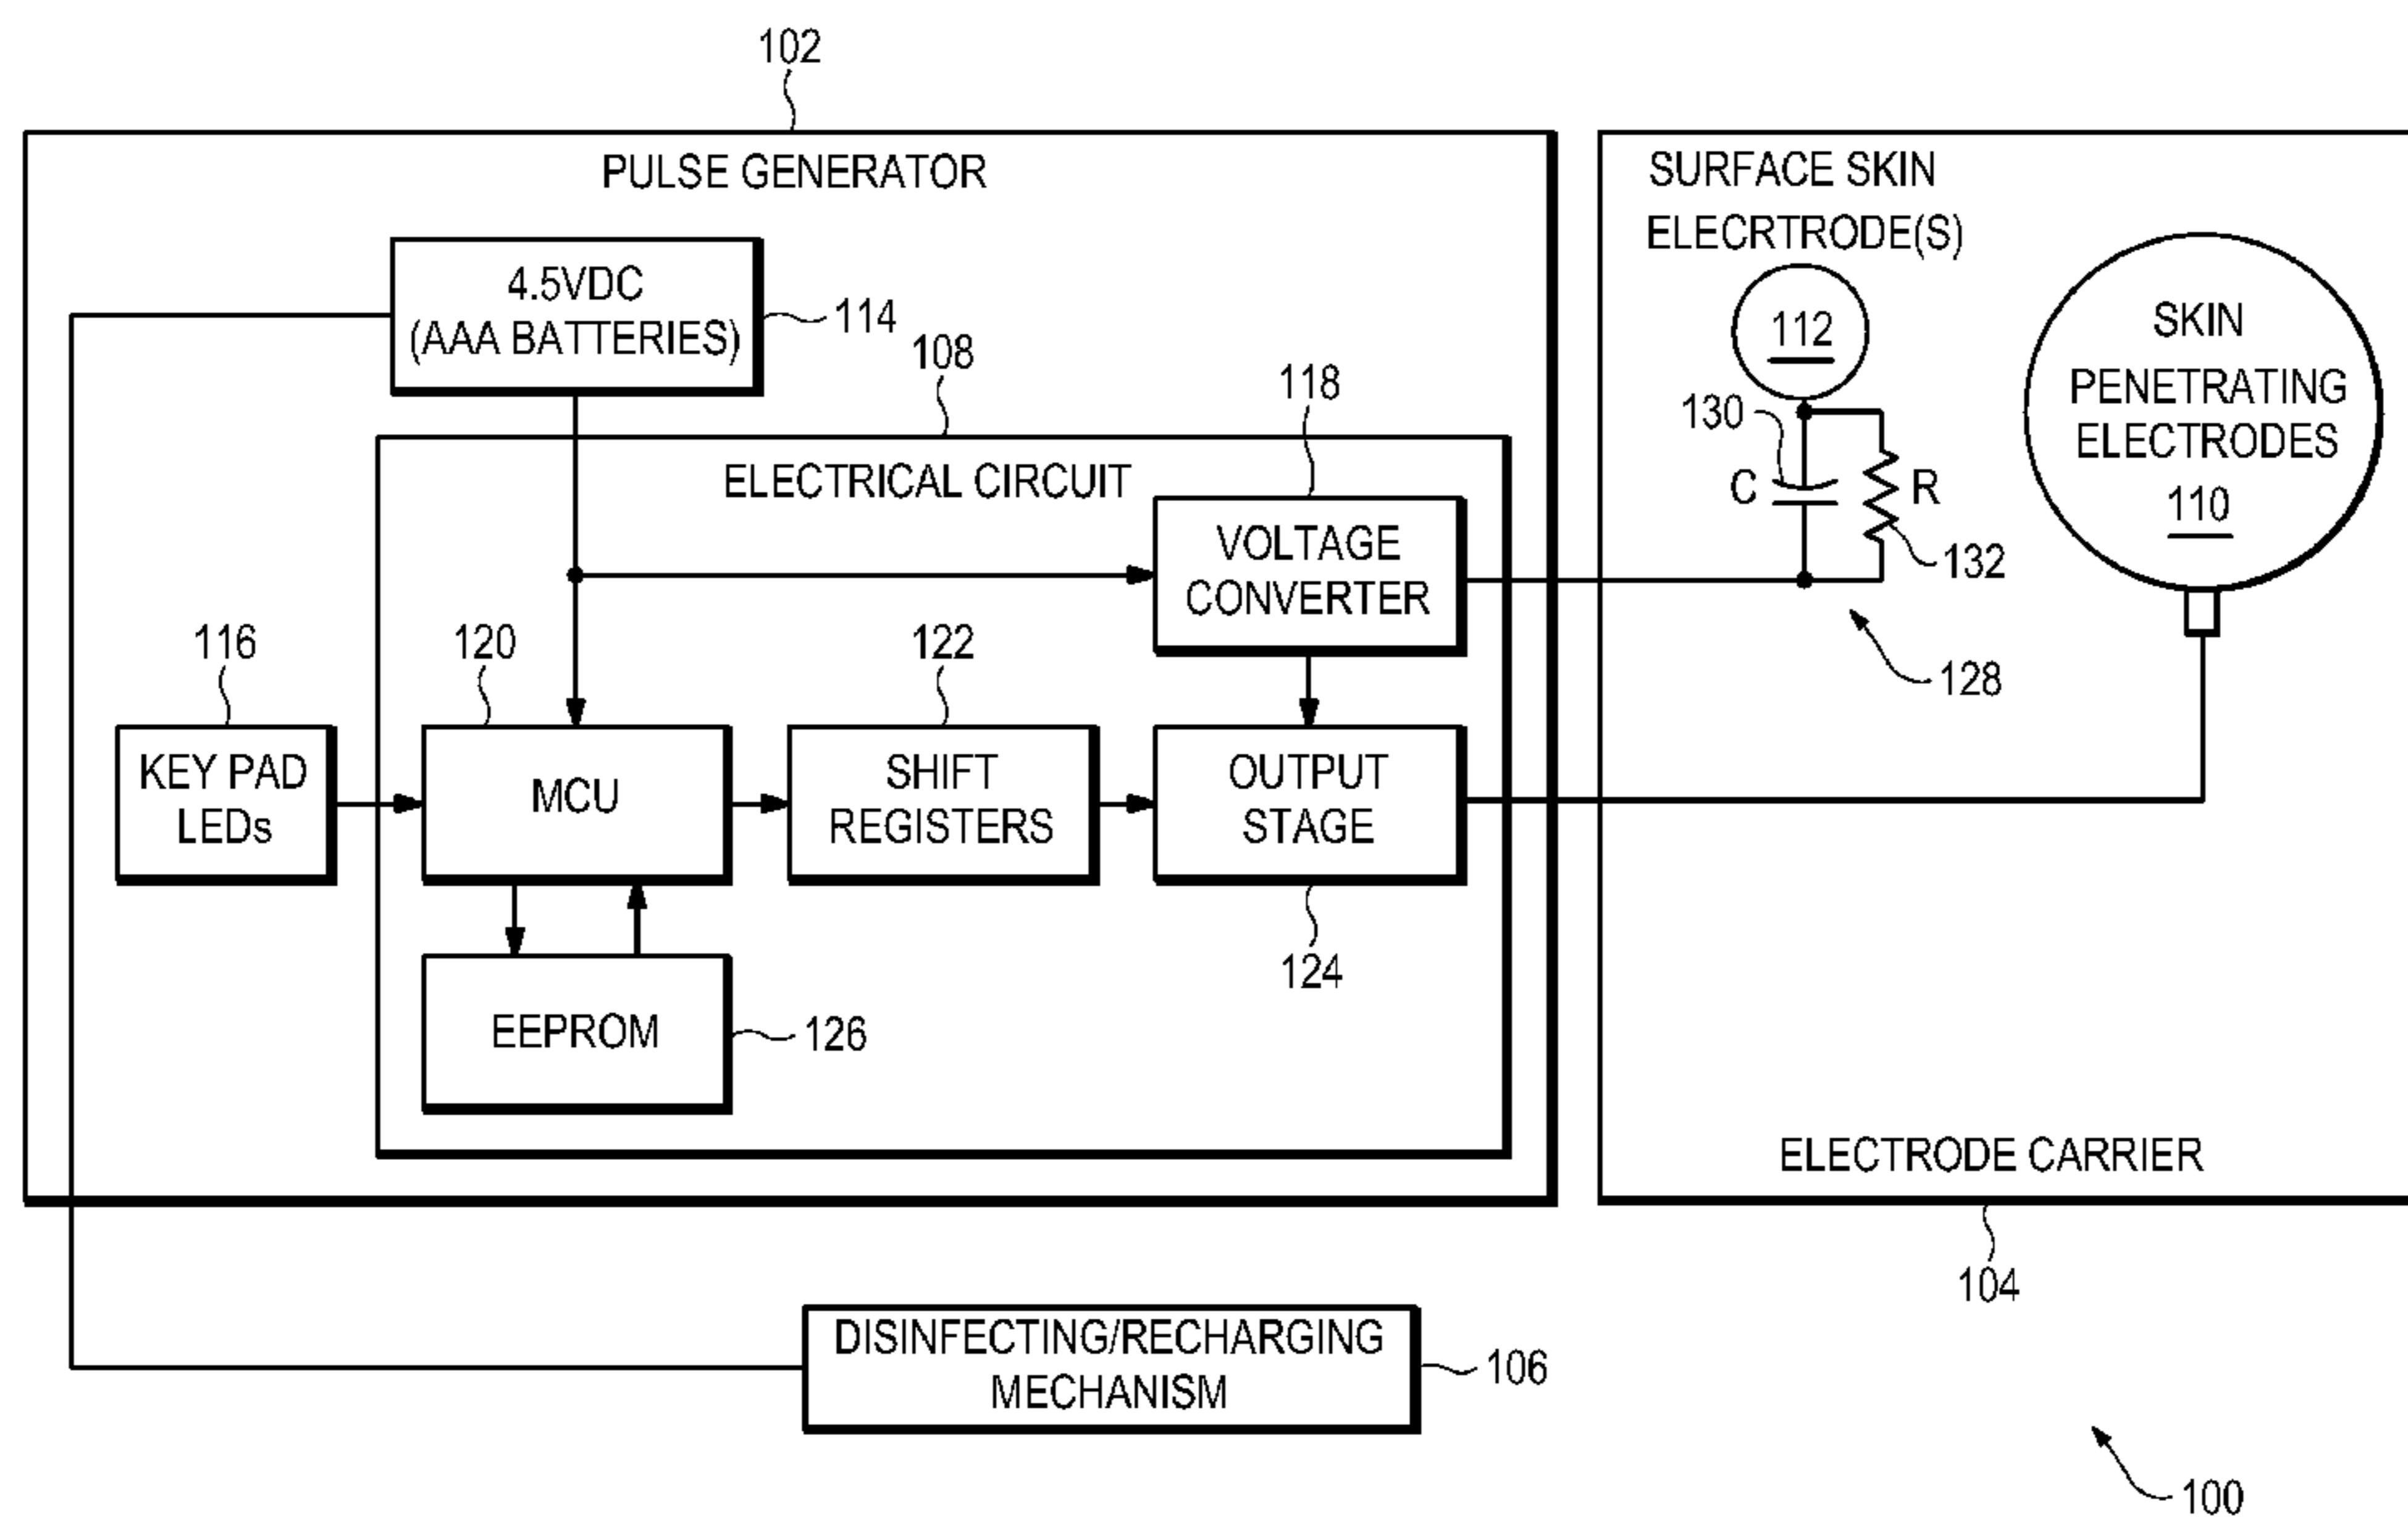 102
PULSE GENERATOR
4.5VDC
(AAA BATTERIES)
114
108
ELECTRICAL CIRCUIT
118
VOLTAGE
CONVERTER
116
120
122
KEY PAD
LEDs
MCU
SHIFT
REGISTERS
OUTPUT
STAGE
124
EEPROM
126
SURFACE SKIN
ELECRTRODE(S)
112
130
C
R
132
128
SKIN
PENETRATING
ELECTRODES
110
ELECTRODE CARRIER
104
DISINFECTING/RECHARGING
MECHANISM
106
100